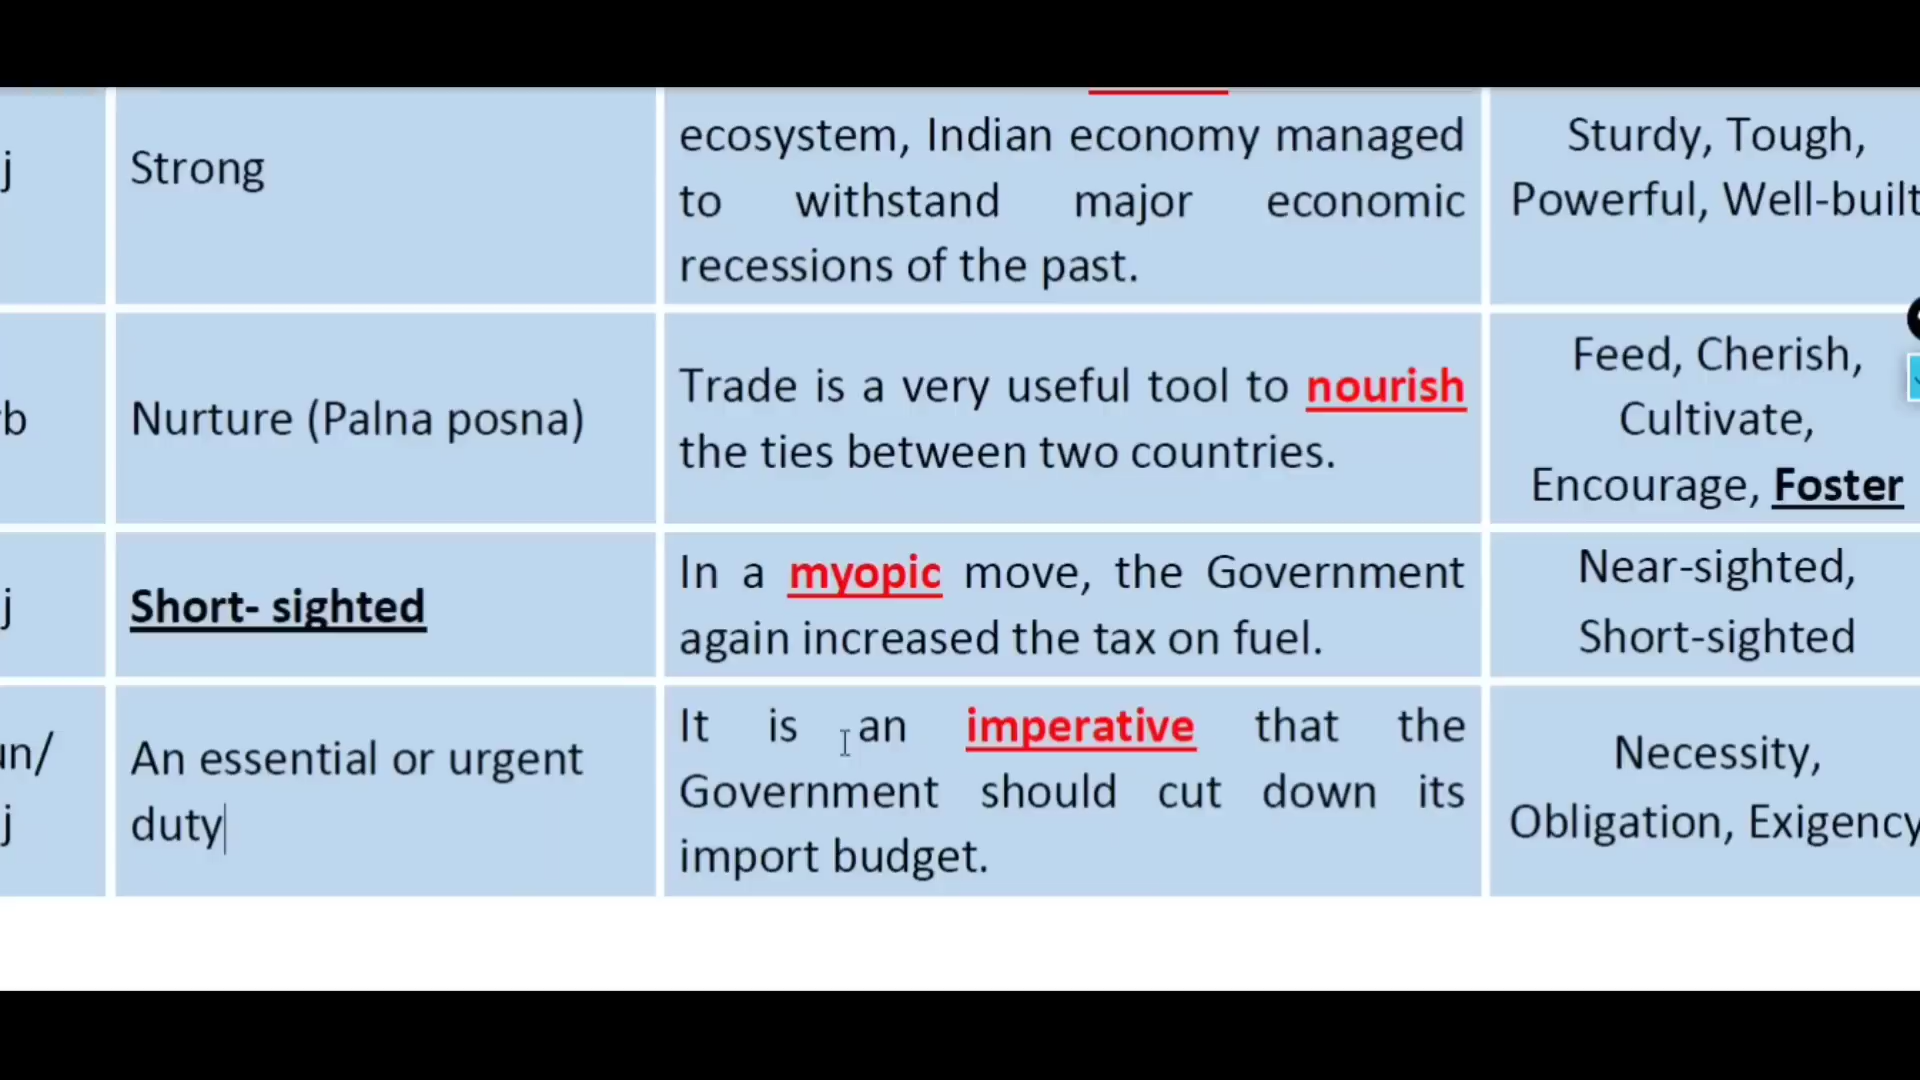 j
Strong
ecosystem, Indian economy managed
to withstand major economic
recessions of the past.
Sturdy, Tough,
Powerful, Well-built
b
Nurture (Palna posna)
Trade is a very useful tool to nourish
the ties between two countries.
Feed, Cherish,
Cultivate,
Encourage, Foster
j
Short- sighted
In a myopic move, the Government
again increased the tax on fuel.
Near-sighted,
Short-sighted
un/
j
An essential or urgent
duty
It is an imperative that the
Government should cut down its
import budget.
Necessity,
Obligation, Exigency